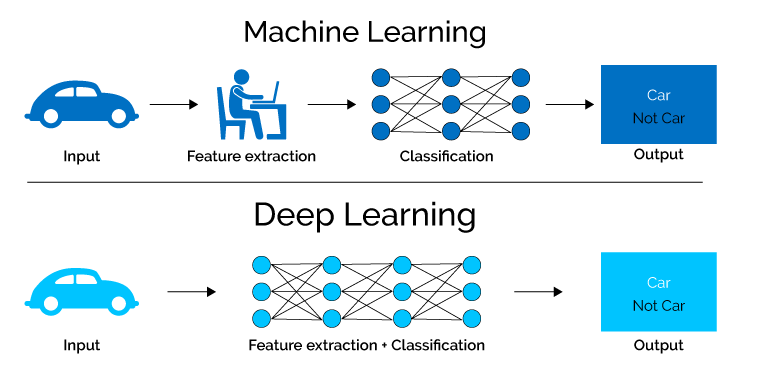 Machine Learning
Car
Not Car
Input
Feature extraction
Classification
Output
Deep Learning
Car
Not Car
Input
Feature extraction + Classification
Output